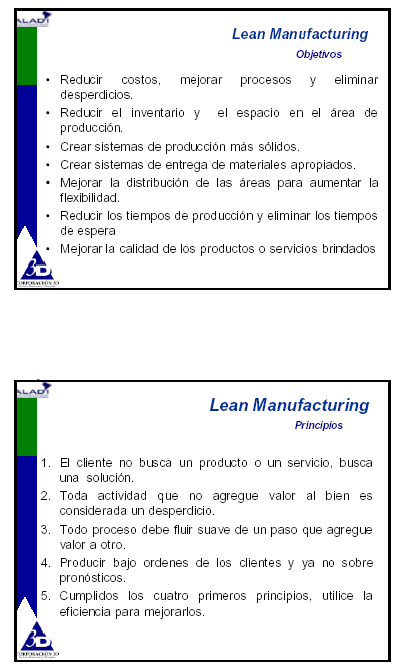 ALADI
Lean Manufacturing
Objetivos
• Reducir costos, mejorar procesos y eliminar
desperdicios.
• Reducir el inventario y el espacio en el área de
producción.
• Crear sistemas de producción más sólidos.
• Crear sistemas de entrega de materiales apropiados.
• Mejorar la distribución de las áreas para aumentar la
flexibilidad.
• Reducir los tiempos de producción y eliminar los tiempos
de espera
• Mejorar la calidad de los productos o servicios brindados
3D
CORPORACIÓN 3D
ALADI
Lean Manufacturing
Principios
1. El cliente no busca un producto o un servicio, busca
una solución.
2. Toda actividad que no agregue valor al bien es
considerada un desperdicio.
3. Todo proceso debe fluir suave de un paso que agregue
valor a otro.
4. Producir bajo ordenes de los clientes y ya no sobre
pronósticos.
5. Cumplidos los cuatro primeros principios, utilice la
eficiencia para mejorarlos.
3D
CORPORACIÓN 3D